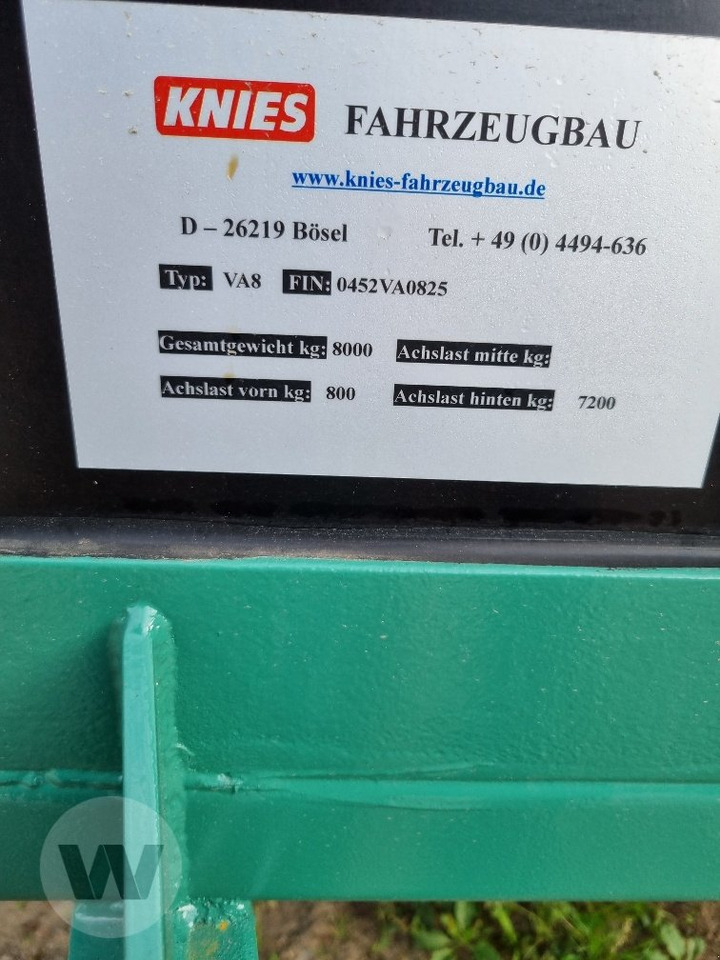 KNIES FAHRZEUGBAU
www.knies-fahrzeugbau.de
D – 26219 Bösel Tel. + 49 (0) 4494-636
Typ: VA8 FIN: 0452VA0825
Gesamtgewicht kg: 8000 Achslast mitte kg:
Achslast vorn kg: 800 Achslast hinten kg: 7200
W